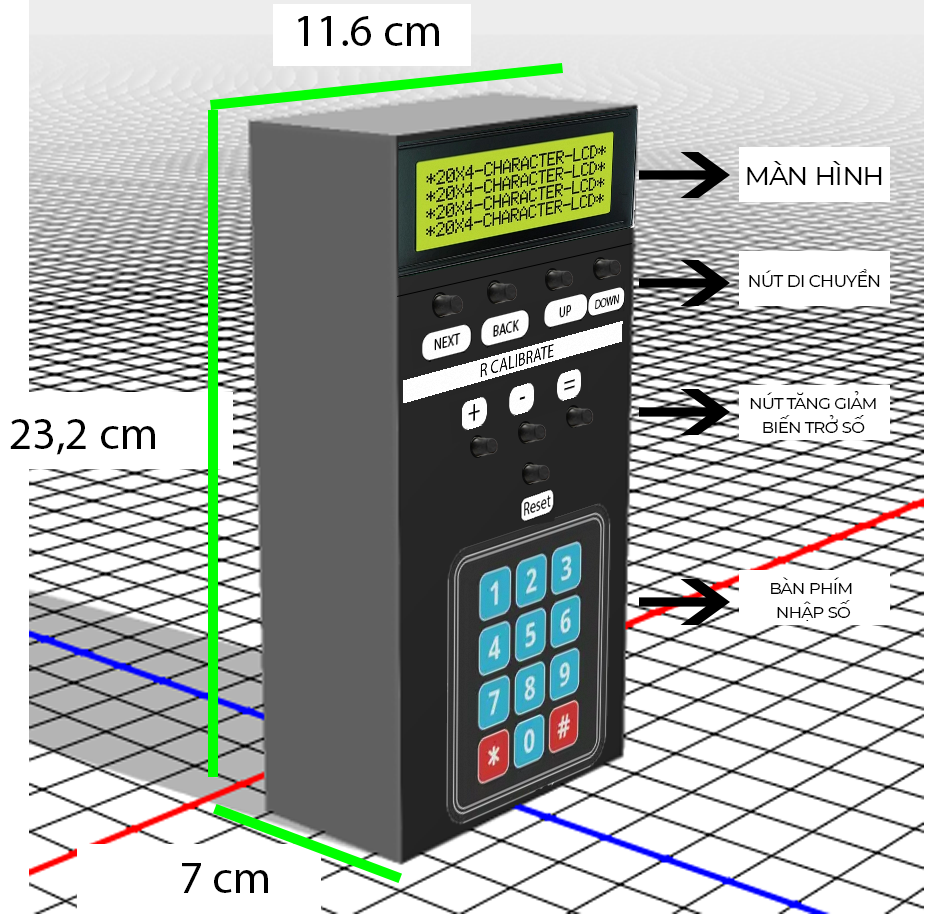 11.6 cm
*20X4-CHARACTER-LCD*
*20X4-CHARACTER-LCD*
*20X4-CHARACTER-LCD*
*20X4-CHARACTER-LCD*
MÀN HÌNH
NÚT DI CHUYỂN
NEXT
BACK
UP
DOWN
R CALIBRATE
+
-
=
NÚT TĂNG GIẢM
BIẾN TRỞ SỐ
23,2 cm
Reset
1 2 3
4 5 6
7 8 9
* 0 #
BÀN PHÍM
NHẬP SỐ
7 cm